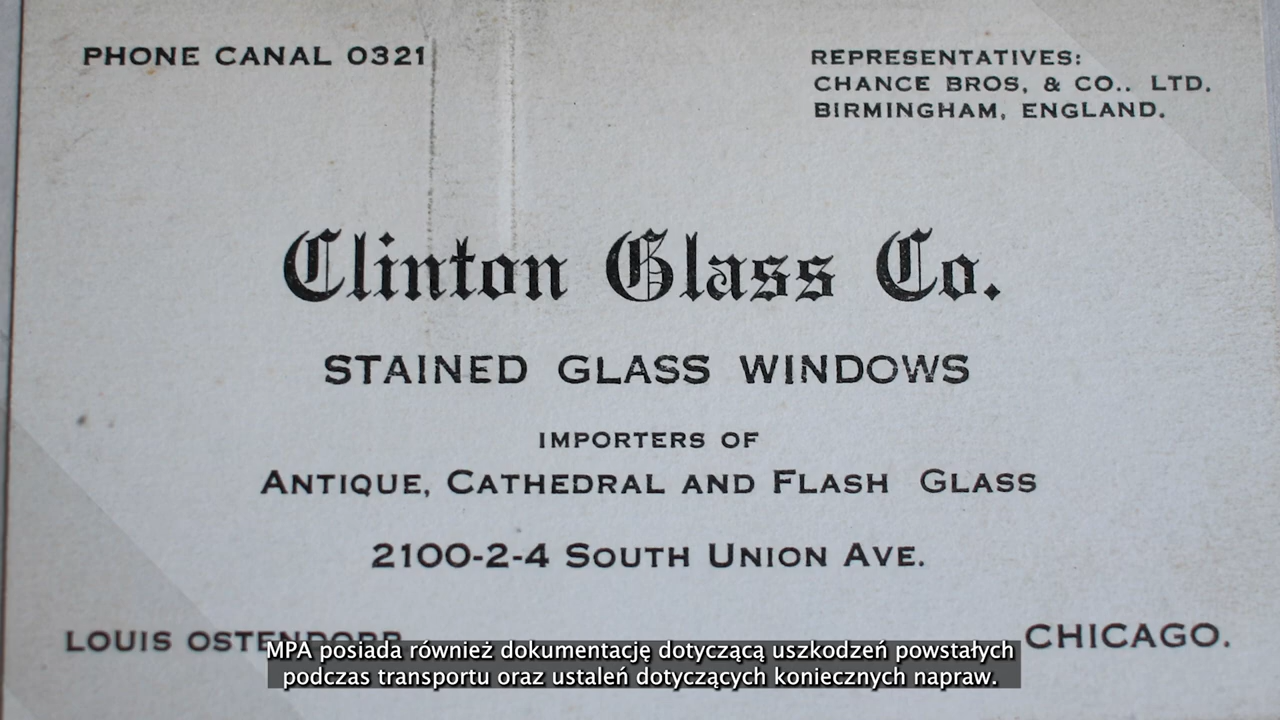 PHONE CANAL 0321
REPRESENTATIVES:
CHANCE BROS, & CO.. LTD.
BIRMINGHAM, ENGLAND.
Clinton Glass Co.
STAINED GLASS WINDOWS
IMPORTERS OF
ANTIQUE, CATHEDRAL AND FLASH GLASS
2100-2-4 SOUTH UNION AVE.
LOUIS OSTENDORP CHICAGO.
MPA posiada również dokumentację dotyczącą uszkodzeń powstałych
podczas transportu oraz ustaleń dotyczących koniecznych napraw.